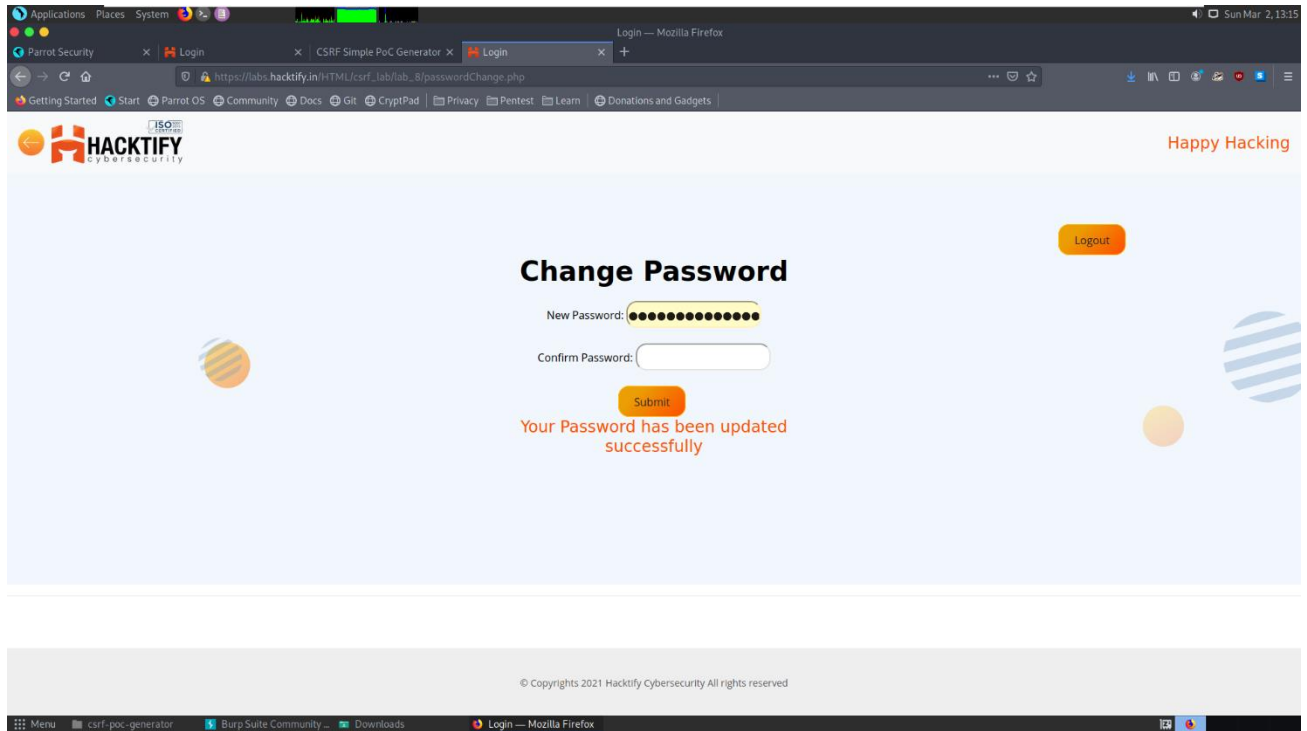 Applications Places System
Sun Mar 2, 13:15
Login — Mozilla Firefox
Parrot Security
Login
CSRF Simple PoC Generator
Login
https://labs.hacktify.in/HTML/csrf_lab/lab_8/passwordChange.php
Getting Started Start Parrot OS Community Docs Git CryptPad Privacy Pentest Learn Donations and Gadgets
ISO
CERTIFIED
HACKTIFY
cybersecurity
Happy Hacking
Logout
Change Password
New Password:
Confirm Password:
Submit
Your Password has been updated
successfully
© Copyrights 2021 Hacktify Cybersecurity All rights reserved
Menu csrf-poc-generator Burp Suite Community ... Downloads Login — Mozilla Firefox